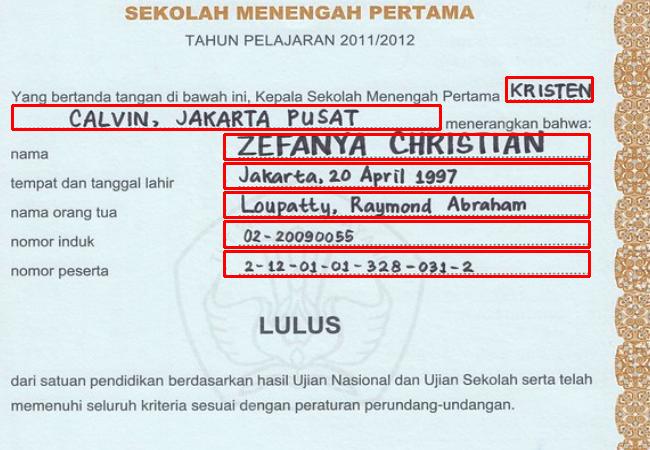 SEKOLAH MENENGAH PERTAMA
TAHUN PELAJARAN 2011/2012
Yang bertanda tangan di bawah ini, Kepala Sekolah Menengah Pertama KRISTEN
CALVIN, JAKARTA PUSAT menerangkan bahwa:
nama ZEFANYA CHRISTIAN
tempat dan tanggal lahir Jakarta, 20 April 1997
nama orang tua Loupatty, Raymond Abraham
nomor induk 02-20090055
nomor peserta 2-12-01-01-328-031-2
LULUS
dari satuan pendidikan berdasarkan hasil Ujian Nasional dan Ujian Sekolah serta telah
memenuhi seluruh kriteria sesuai dengan peraturan perundang-undangan.